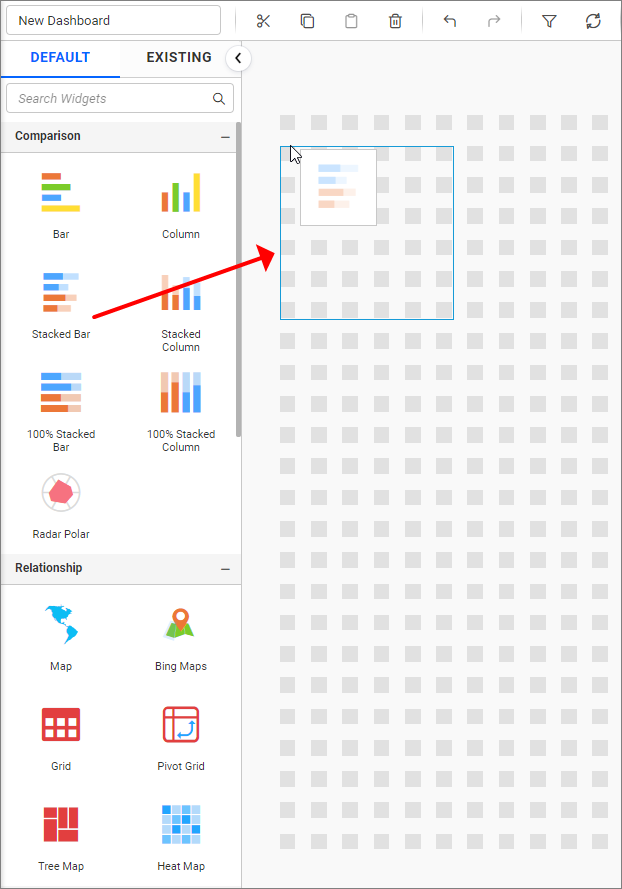 New Dashboard
DEFAULT
EXISTING
Search Widgets
Comparison
Bar
Column
Stacked Bar
Stacked
Column
100% Stacked
Bar
100% Stacked
Column
Radar Polar
Relationship
Map
Bing Maps
Grid
Pivot Grid
Tree Map
Heat Map